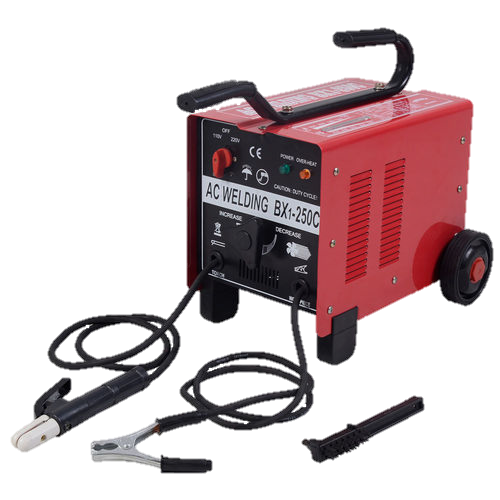 OFF
110V 220V
CE
POWER OVER-HEAT
CAUTION: DUTY CYCLE!
AC WELDING BX1-250C
INCREASE
DECREASE